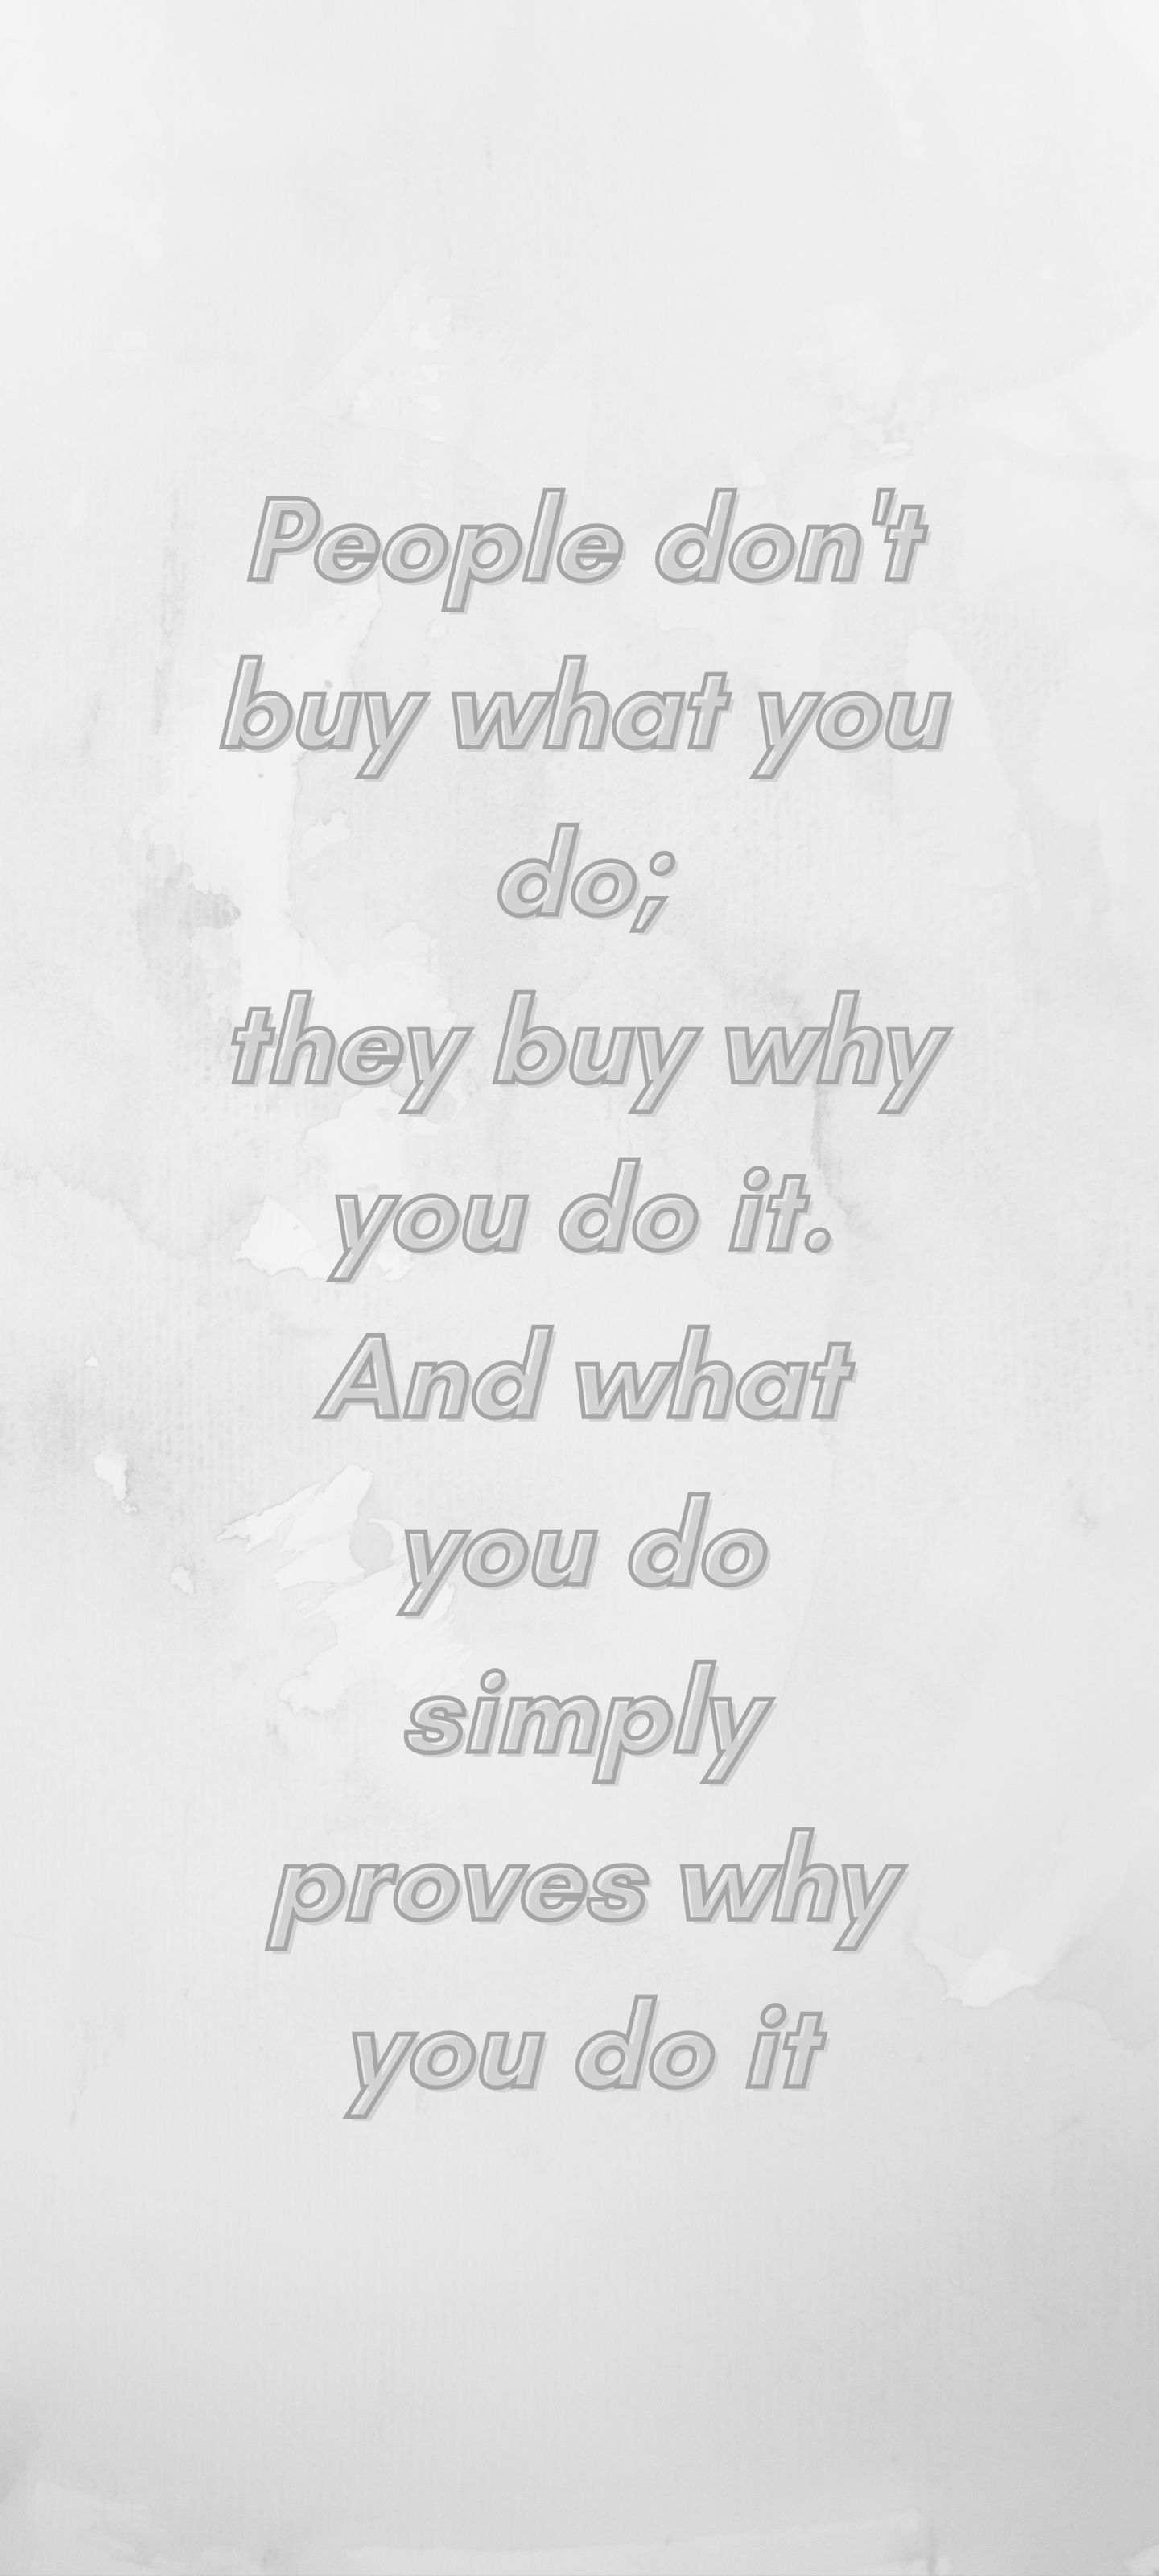 People don't
buy what you
do;
they buy why
you do it.
And what
you do
simply
proves why
you do it